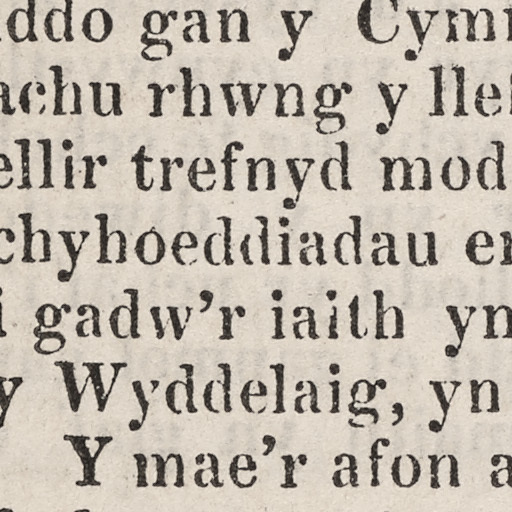 ddo gan y Cym
achu rhwng y lle
ellir trefnyd mod
chyhoeddiadau e
i gadw'r iaith yn
y Wyddelaig, yn
Y mae'r afon a